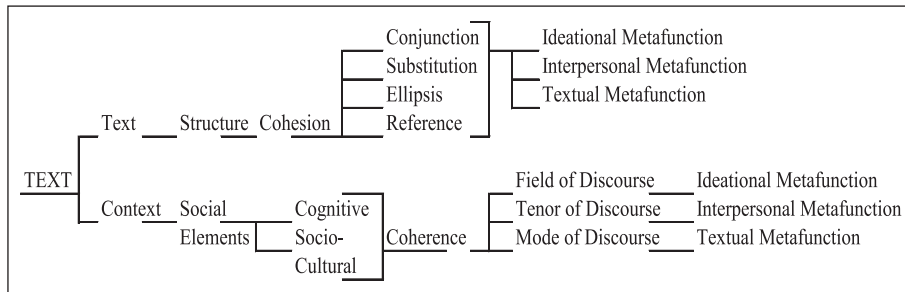 Conjunction Ideational Metafunction
Substitution Interpersonal Metafunction
Ellipsis Textual Metafunction
Text Structure Cohesion Reference
TEXT
Field of Discourse Ideational Metafunction
Context Social Cognitive Tenor of Discourse Interpersonal Metafunction
Elements Socio- Coherence Mode of Discourse Textual Metafunction
Cultural